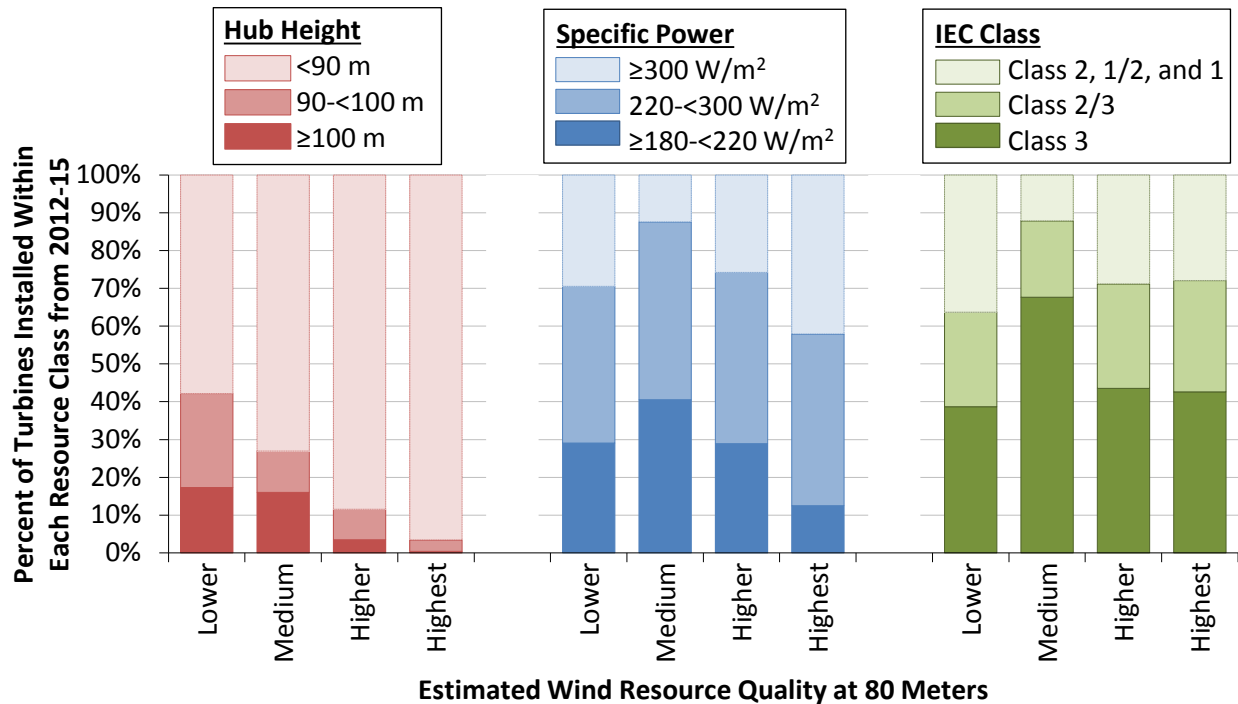 Hub Height
<90 m
90-<100 m
≥100 m
Specific Power
≥300 W/m²
220-<300 W/m²
≥180-<220 W/m²
IEC Class
Class 2, 1/2, and 1
Class 2/3
Class 3
Percent of Turbines Installed Within
Each Resource Class from 2012-15
100%
90%
80%
70%
60%
50%
40%
30%
20%
10%
0%
Lower
Medium
Higher
Highest
Lower
Medium
Higher
Highest
Lower
Medium
Higher
Highest
Estimated Wind Resource Quality at 80 Meters